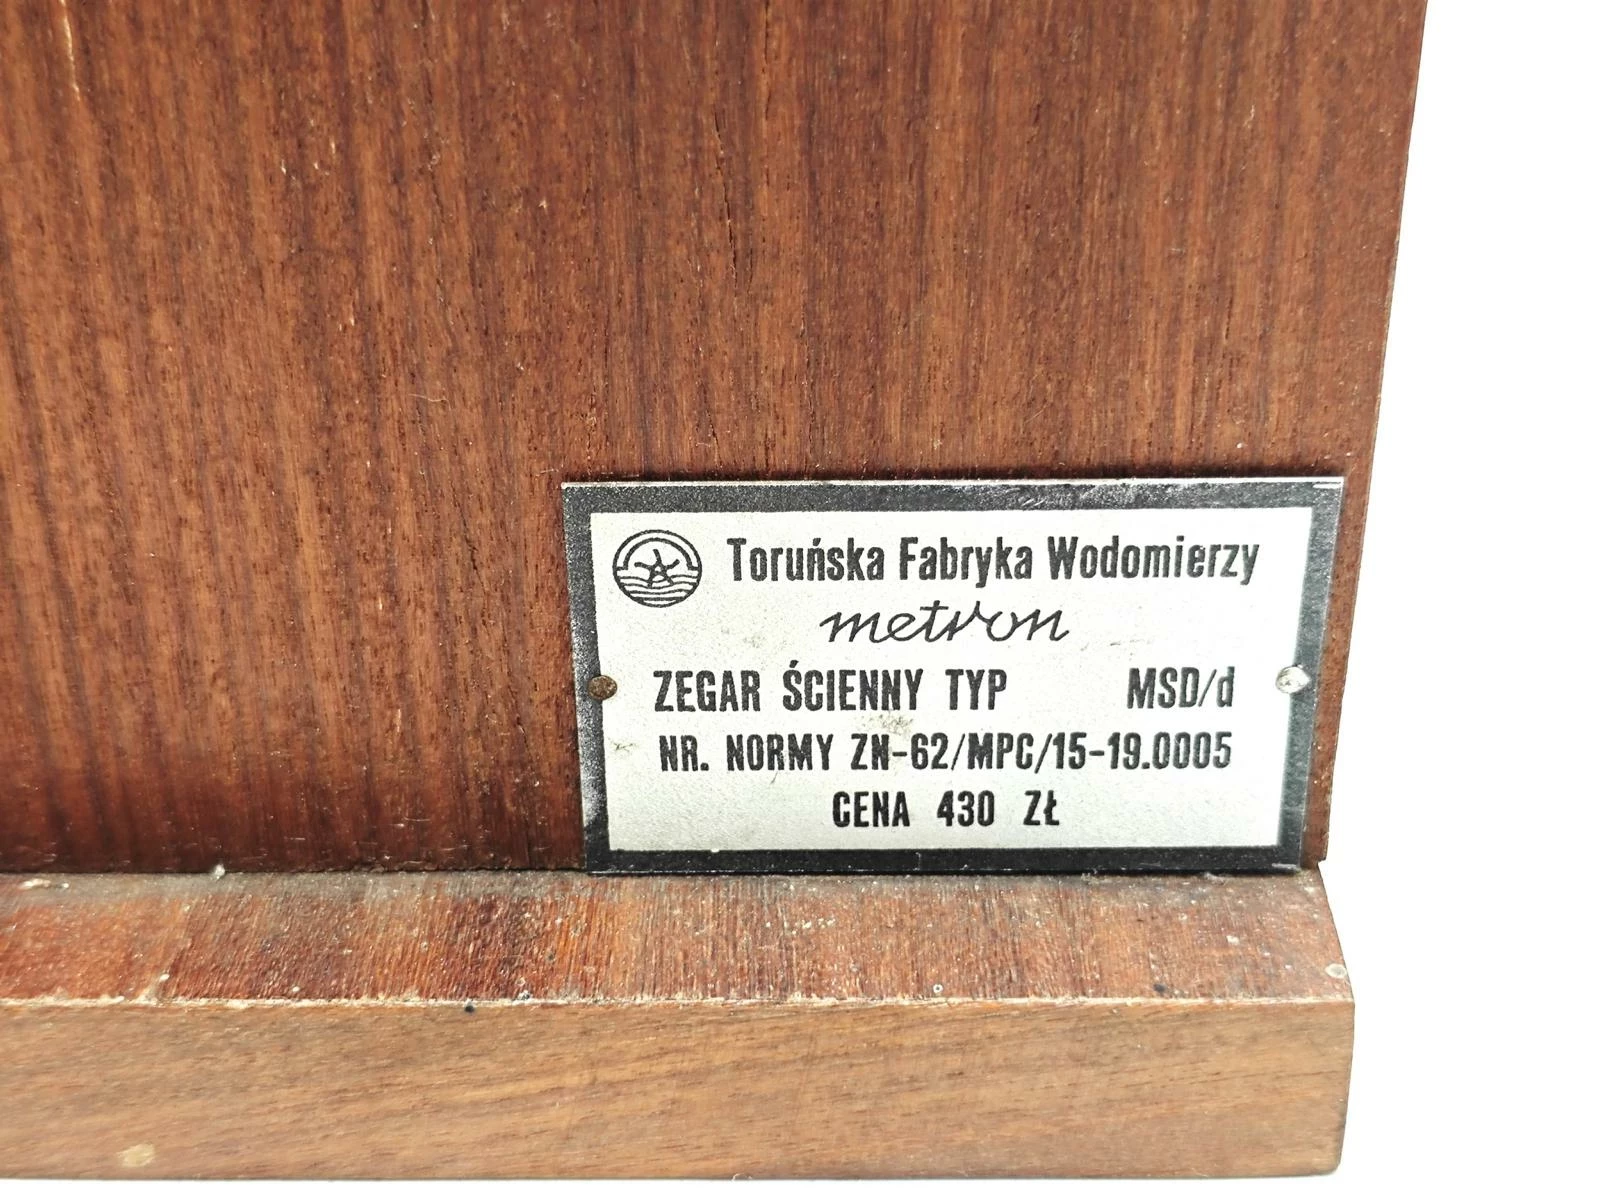 Toruńska Fabryka Wodomierzy
metron
ZEGAR ŚCIENNY TYP MSD/d
NR. NORMY ZN-62/MPC/15-19.0005
CENA 430 ZŁ